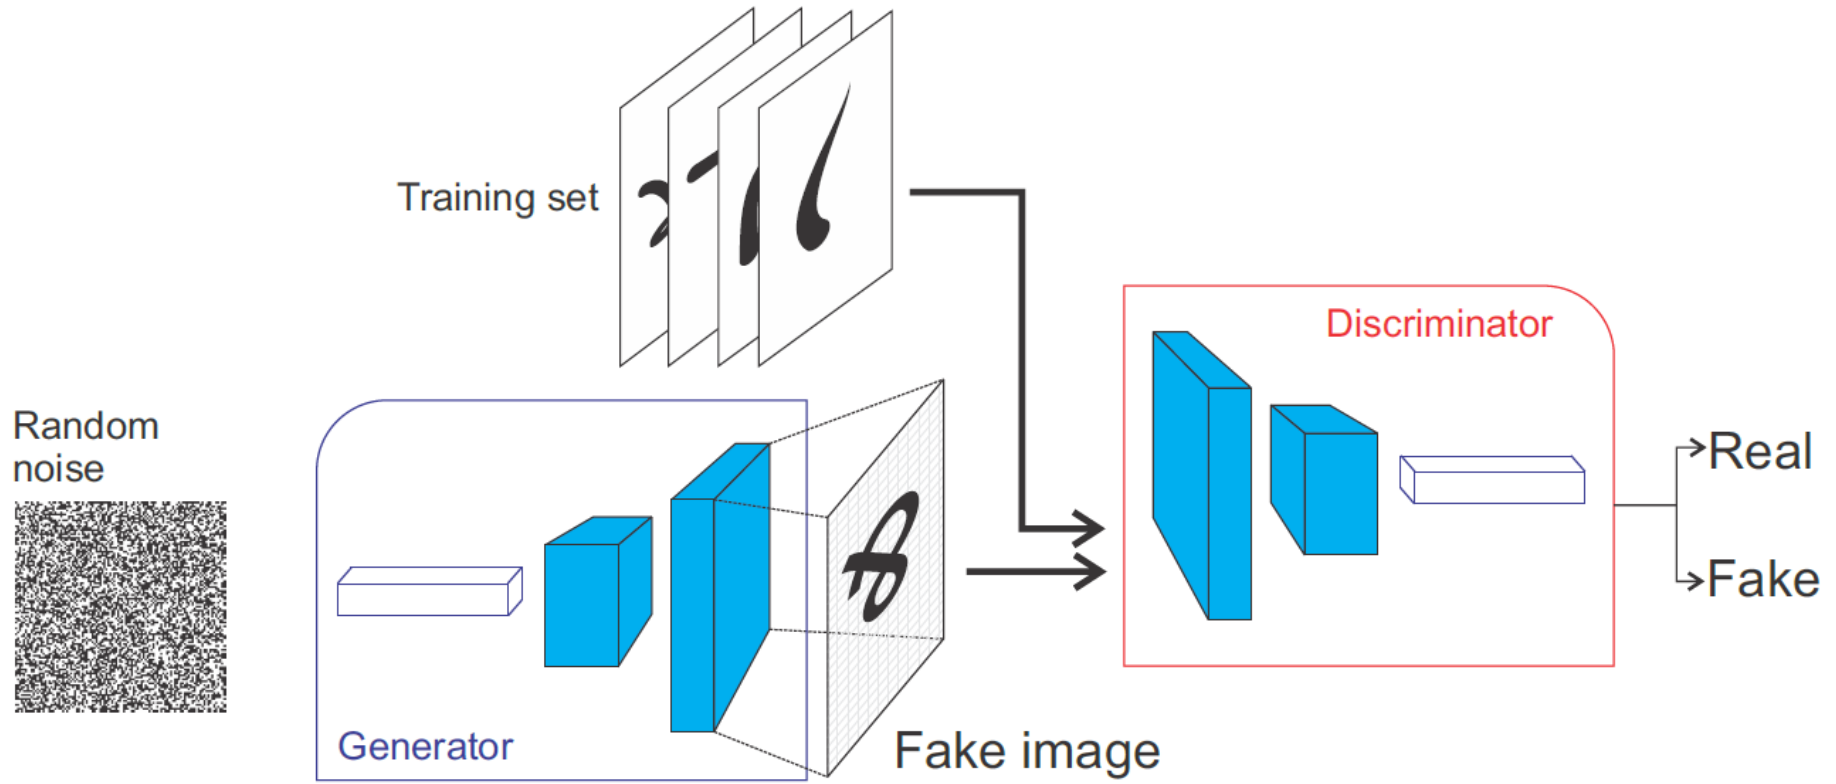 Training set
Discriminator
Random
noise
Real
Fake
Generator
Fake image